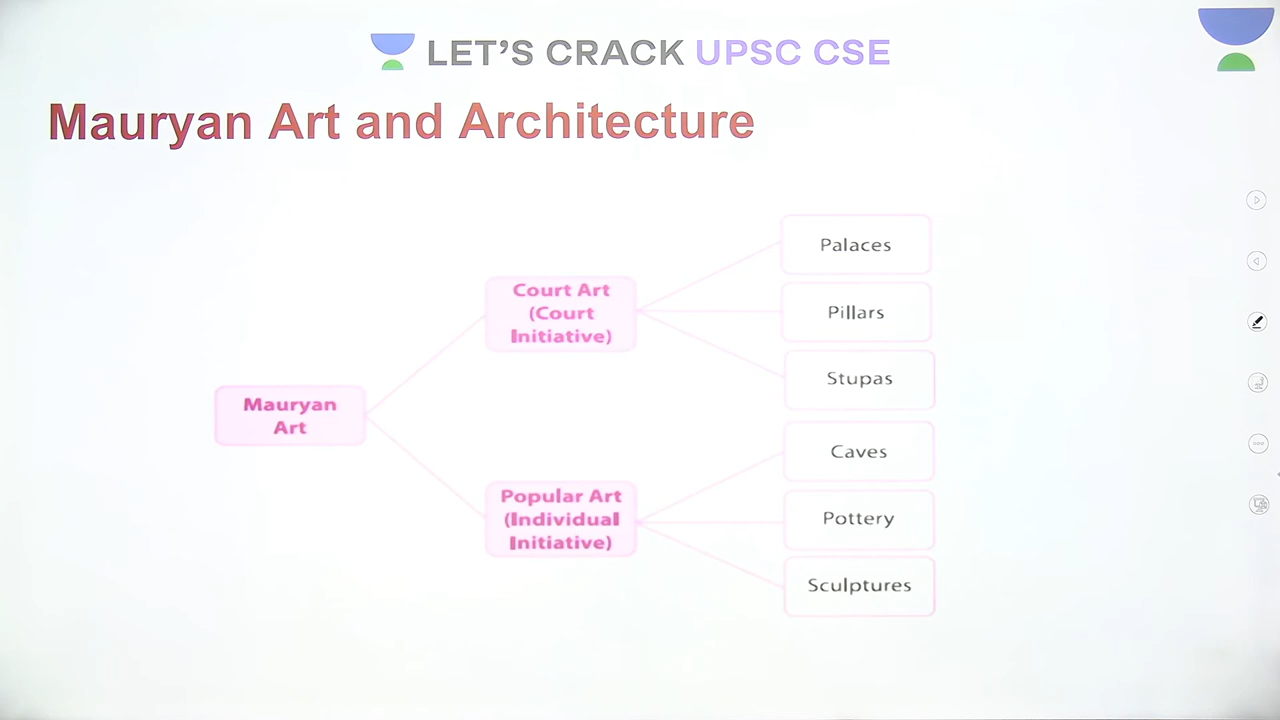 LET'S CRACK UPSC CSE
Mauryan Art and Architecture
Mauryan
Art
Court Art
(Court
Initiative)
Popular Art
(Individual
Initiative)
Palaces
Pillars
Stupas
Caves
Pottery
Sculptures